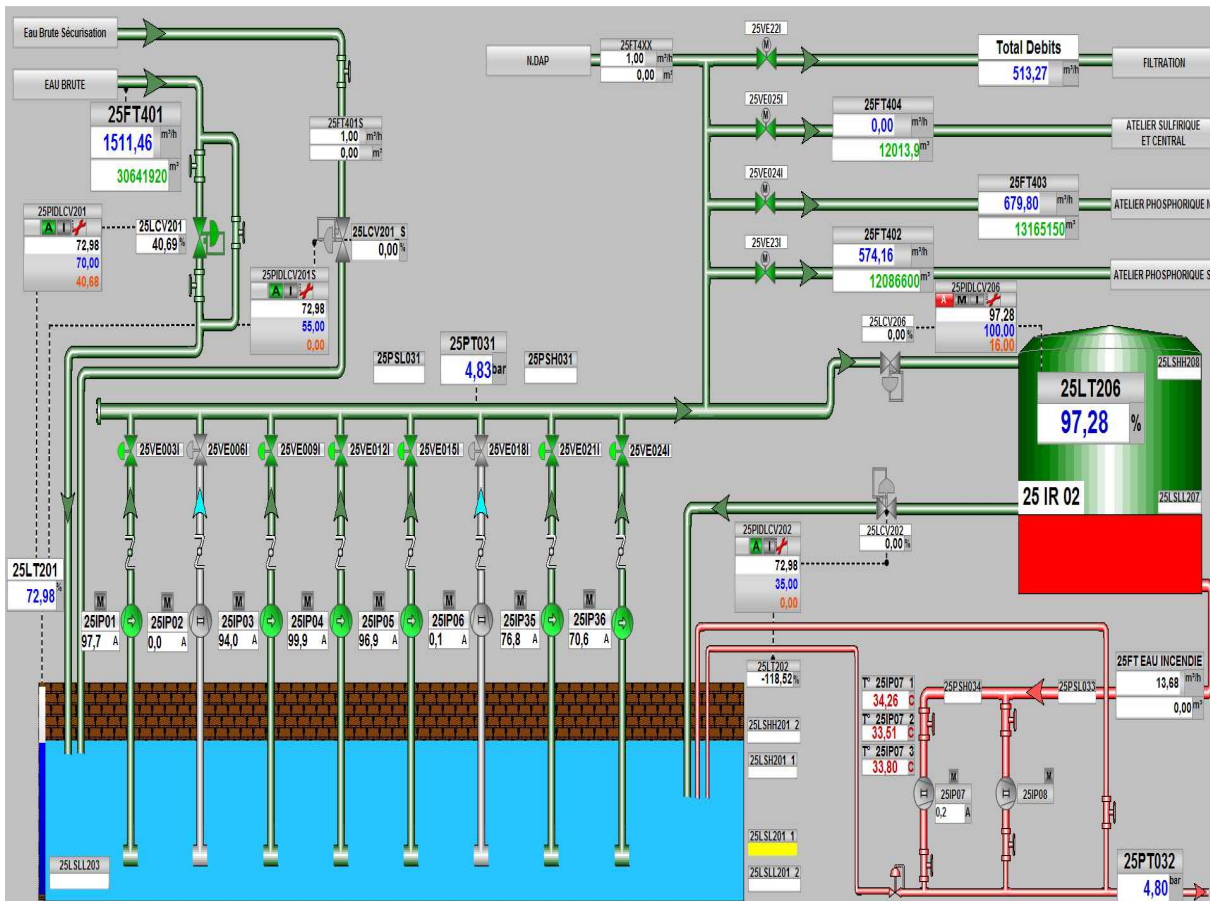 Eau Brute Sécurisation
EAU BRUTE
25FT401
1511,46 m³/h
30641920 m³
25FT401S
1,00 m³/h
0,00 m³
25PIDLCV201
A I
72,98
70,00
40,68
25LCV201
40,69 %
25LCV201_S
0,00 %
25PIDLCV201S
A I
72,98
55,00
0,00
N.DAP
25FT4XX
1,00 m³/h
0,00 m³
25VE22I
M
Total Debits
513,27 m³/h
FILTRATION
25VE025I
M
25FT404
0,00 m³/h
12013,9 m³
ATELIER SULFIRIQUE
ET CENTRAL
25VE024I
M
25FT403
679,80 m³/h
13165150 m³
ATELIER PHOSPHORIQUE N
25VE23I
M
25FT402
574,16 m³/h
12086600 m³
ATELIER PHOSPHORIQUE S
25PIDLCV206
A M I
97,28
100,00
16,00
25LCV206
0,00 %
25PSL031
25PT031
4,83 bar
25PSH031
25LSHH208
25LT206
97,28 %
25 IR 02
25LSLL207
25VE003I
25VE006I
25VE009I
25VE012I
25VE015I
25VE018I
25VE021I
25VE024I
25LCV202
0,00 %
25PIDLCV202
A I
72,98
35,00
0,00
25LT201
72,98 %
M
25IP01
97,7 A
M
25IP02
0,0 A
M
25IP03
94,0 A
M
25IP04
99,9 A
M
25IP05
96,9 A
M
25IP06
0,1 A
M
25IP35
76,8 A
M
25IP36
70,6 A
25LT202
-118,52 %
25LSHH201_2
25LSH201_1
25LSL201_1
25LSLL201_2
25LSLL203
T° 25IP07_1
34,26 C
T° 25IP07_2
33,51 C
T° 25IP07_3
33,80 C
25PSH034
25PSL033
25FT EAU INCENDIE
13,68 m³/h
0,00 m³
M
25IP07
0,2 A
M
25IP08
25PT032
4,80 bar